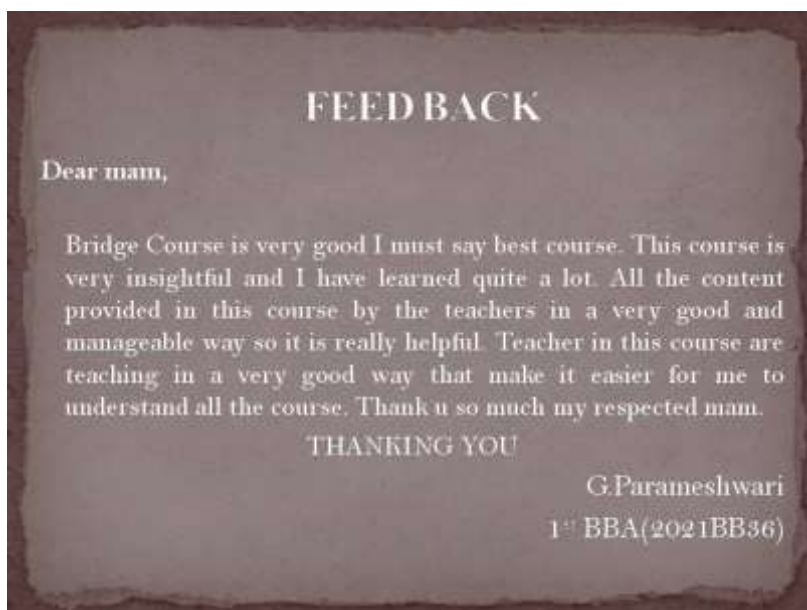 FEED BACK
Dear mam,
Bridge Course is very good I must say best course. This course is
very insightful and I have learned quite a lot. All the content
provided in this course by the teachers in a very good and
manageable way so it is really helpful. Teacher in this course are
teaching in a very good way that make it easier for me to
understand all the course. Thank u so much my respected mam.
THANKING YOU
G.Parameshwari
1st BBA(2021BB36)